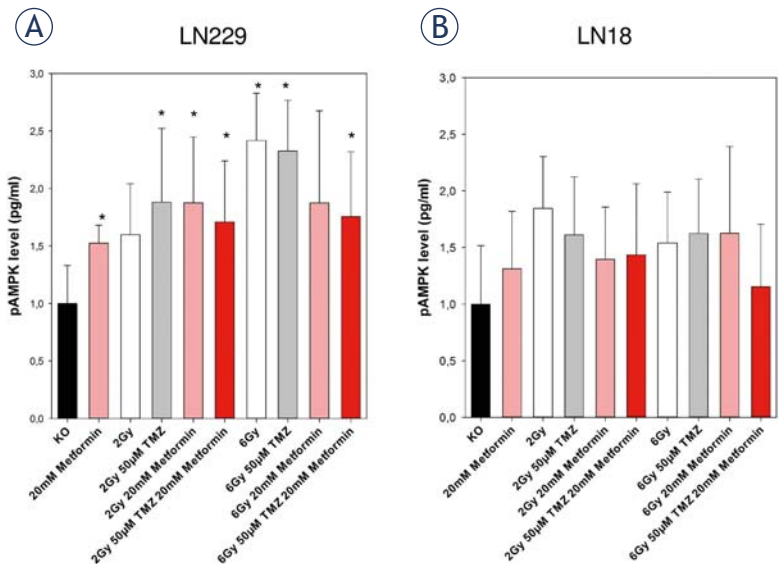 A
LN229
pAMPK level (pg/ml)
3,0
2,5
2,0
1,5
1,0
0,5
0,0
* * * * * * *
KO
20mM Metformin
2Gy
2Gy 50µM TMZ
2Gy 20mM Metformin
2Gy 50µM TMZ 20mM Metformin
6Gy
6Gy 50µM TMZ
6Gy 20mM Metformin
6Gy 50µM TMZ 20mM Metformin
B
LN18
pAMPK level (pg/ml)
3,0
2,5
2,0
1,5
1,0
0,5
0,0
KO
20mM Metformin
2Gy
2Gy 50µM TMZ
2Gy 20mM Metformin
2Gy 50µM TMZ 20mM Metformin
6Gy
6Gy 50µM TMZ
6Gy 20mM Metformin
6Gy 50µM TMZ 20mM Metformin